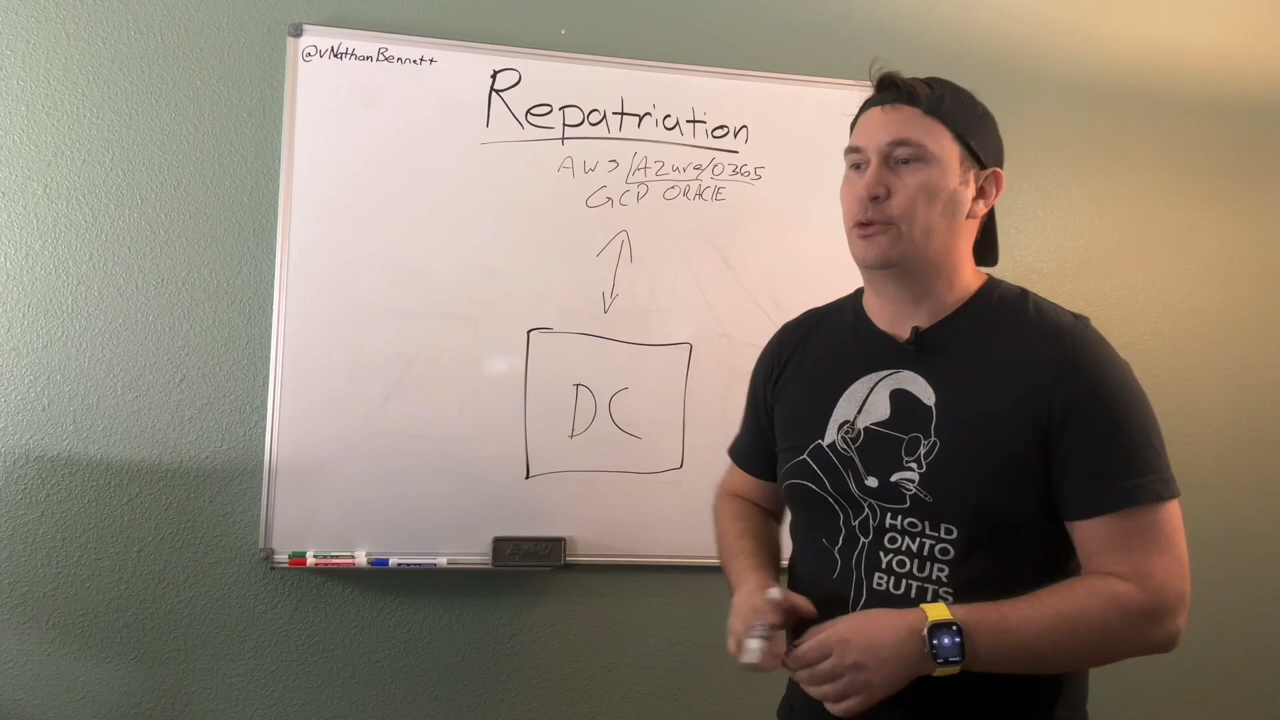 @vNathanBennett
Repatriation
AWS/Azure/O365
GCP ORACLE
DC
HOLD
ONTO
YOUR
BUTTS